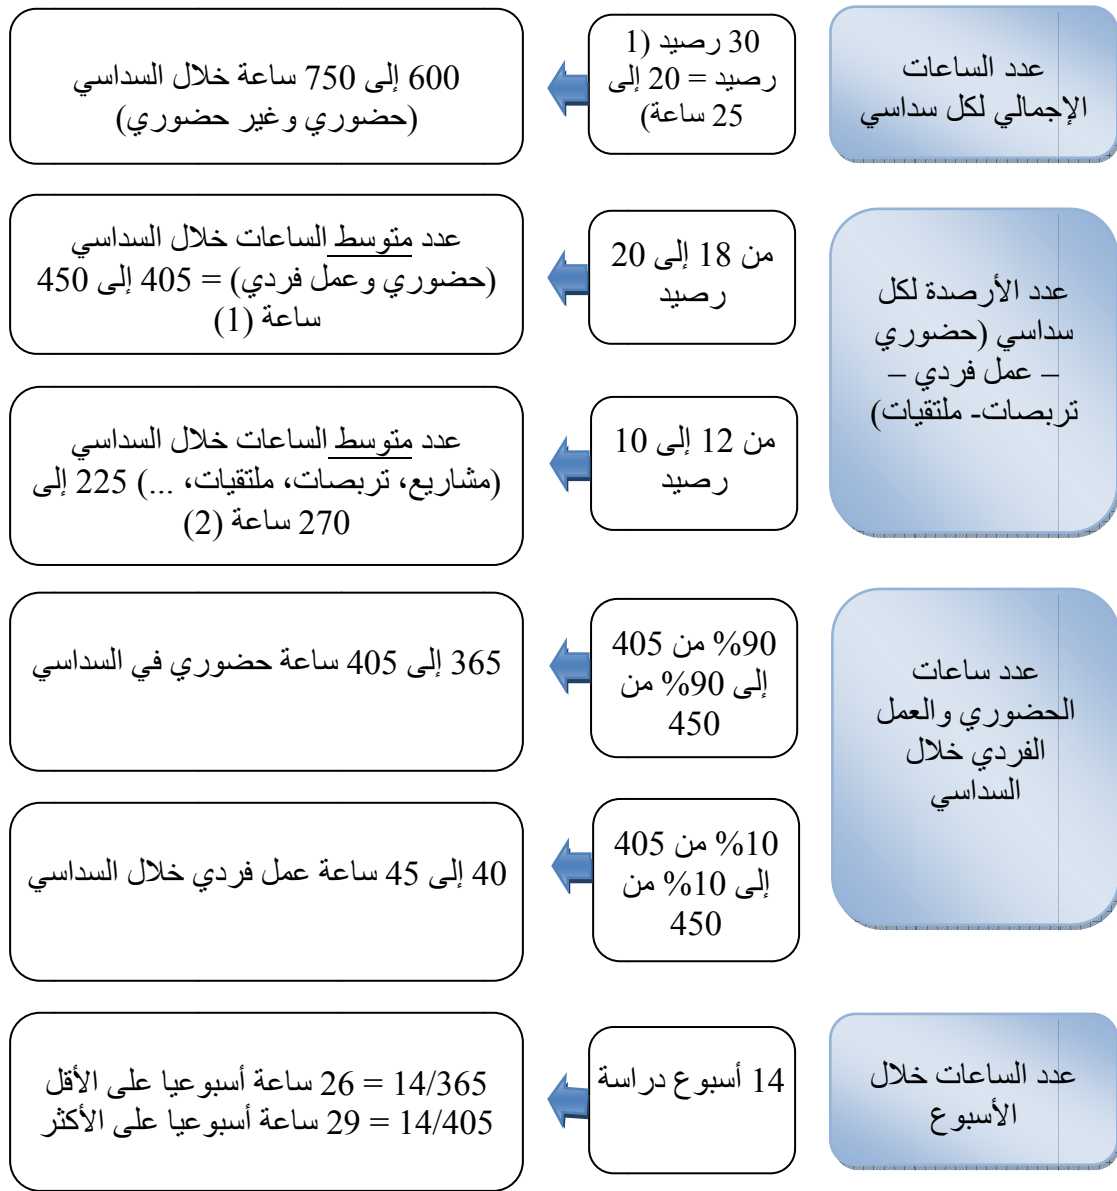 عدد الساعات
الإجمالي لكل سداسي
30 رصيد (1
رصيد = 20 إلى
25 ساعة)
600 إلى 750 ساعة خلال السداسي
(حضوري وغير حضوري)
عدد الأرصدة لكل
سداسي (حضوري
– عمل فردي –
تربصات- ملتقيات)
من 18 إلى 20
رصيد
عدد متوسط الساعات خلال السداسي
(حضوري وعمل فردي) = 405 إلى 450
ساعة (1)
من 12 إلى 10
رصيد
عدد متوسط الساعات خلال السداسي
(مشاريع، تربصات، ملتقيات، ...) 225 إلى
270 ساعة (2)
عدد ساعات
الحضوري والعمل
الفردي خلال
السداسي
90% من 405
إلى 90% من
450
365 إلى 405 ساعة حضوري في السداسي
10% من 405
إلى 10% من
450
40 إلى 45 ساعة عمل فردي خلال السداسي
عدد الساعات خلال
الأسبوع
14 أسبوع دراسة
14/365 = 26 ساعة أسبوعيا على الأقل
14/405 = 29 ساعة أسبوعيا على الأكثر